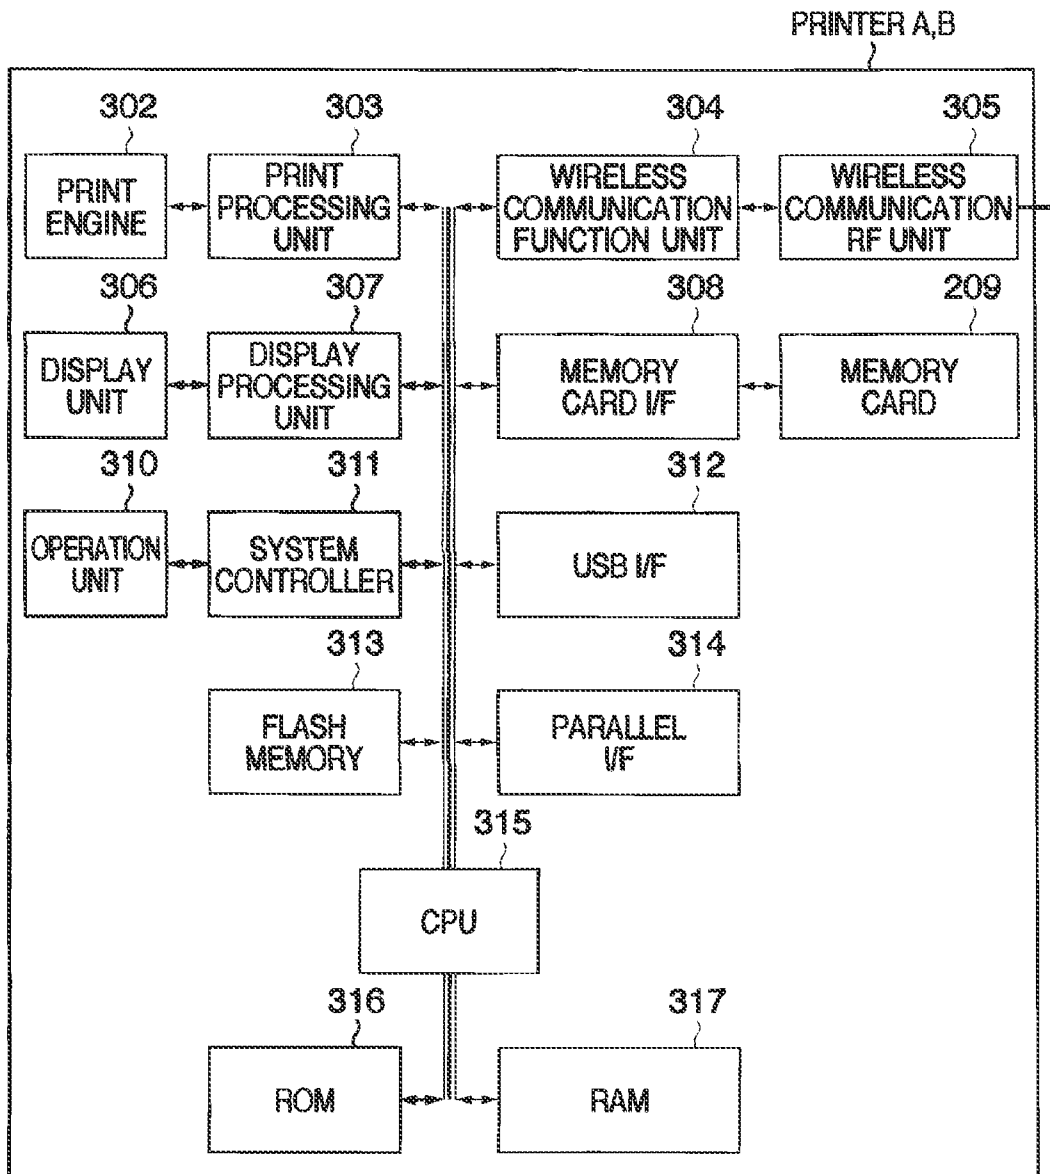 PRINTER A,B
302
303
304
305
PRINT
ENGINE
PRINT
PROCESSING
UNIT
WIRELESS
COMMUNICATION
FUNCTION UNIT
WIRELESS
COMMUNICATION
RF UNIT
306
307
308
209
DISPLAY
UNIT
DISPLAY
PROCESSING
UNIT
MEMORY
CARD I/F
MEMORY
CARD
310
311
312
OPERATION
UNIT
SYSTEM
CONTROLLER
USB I/F
313
314
FLASH
MEMORY
PARALLEL
I/F
315
CPU
316
317
ROM
RAM